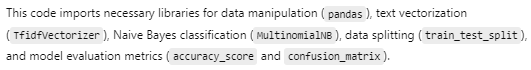 This code imports necessary libraries for data manipulation ( pandas ), text vectorization
( TfidfVectorizer ), Naive Bayes classification ( MultinomialNB ), data splitting ( train_test_split ),
and model evaluation metrics ( accuracy_score and confusion_matrix ).